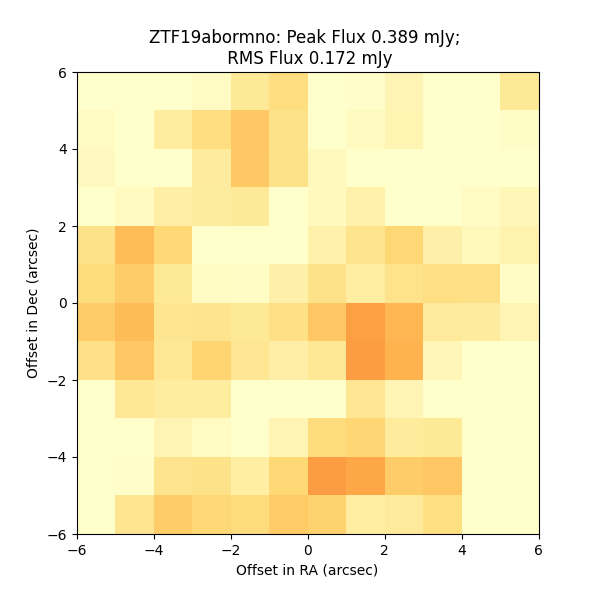 ZTF19abormno: Peak Flux 0.389 mJy;
RMS Flux 0.172 mJy
6
4
2
0
−2
−4
−6
Offset in Dec (arcsec)
−6 −4 −2 0 2 4 6
Offset in RA (arcsec)